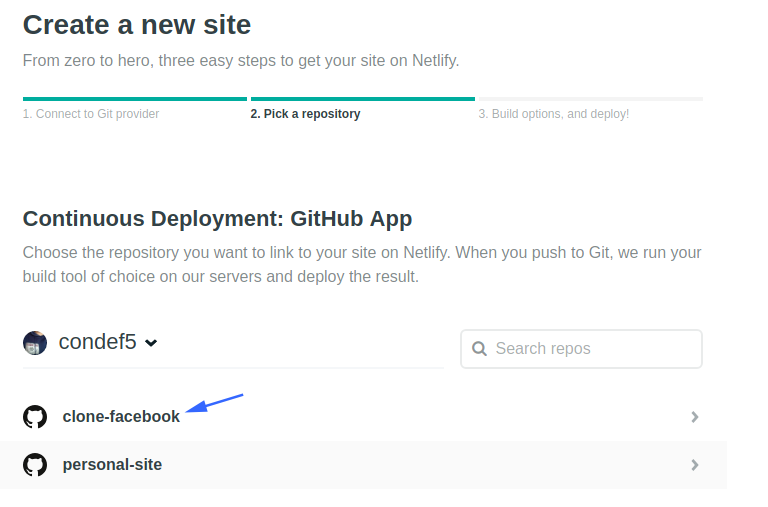 Create a new site
From zero to hero, three easy steps to get your site on Netlify.
1. Connect to Git provider
2. Pick a repository
3. Build options, and deploy!
Continuous Deployment: GitHub App
Choose the repository you want to link to your site on Netlify. When you push to Git, we run your
build tool of choice on our servers and deploy the result.
condef5
Search repos
clone-facebook
personal-site